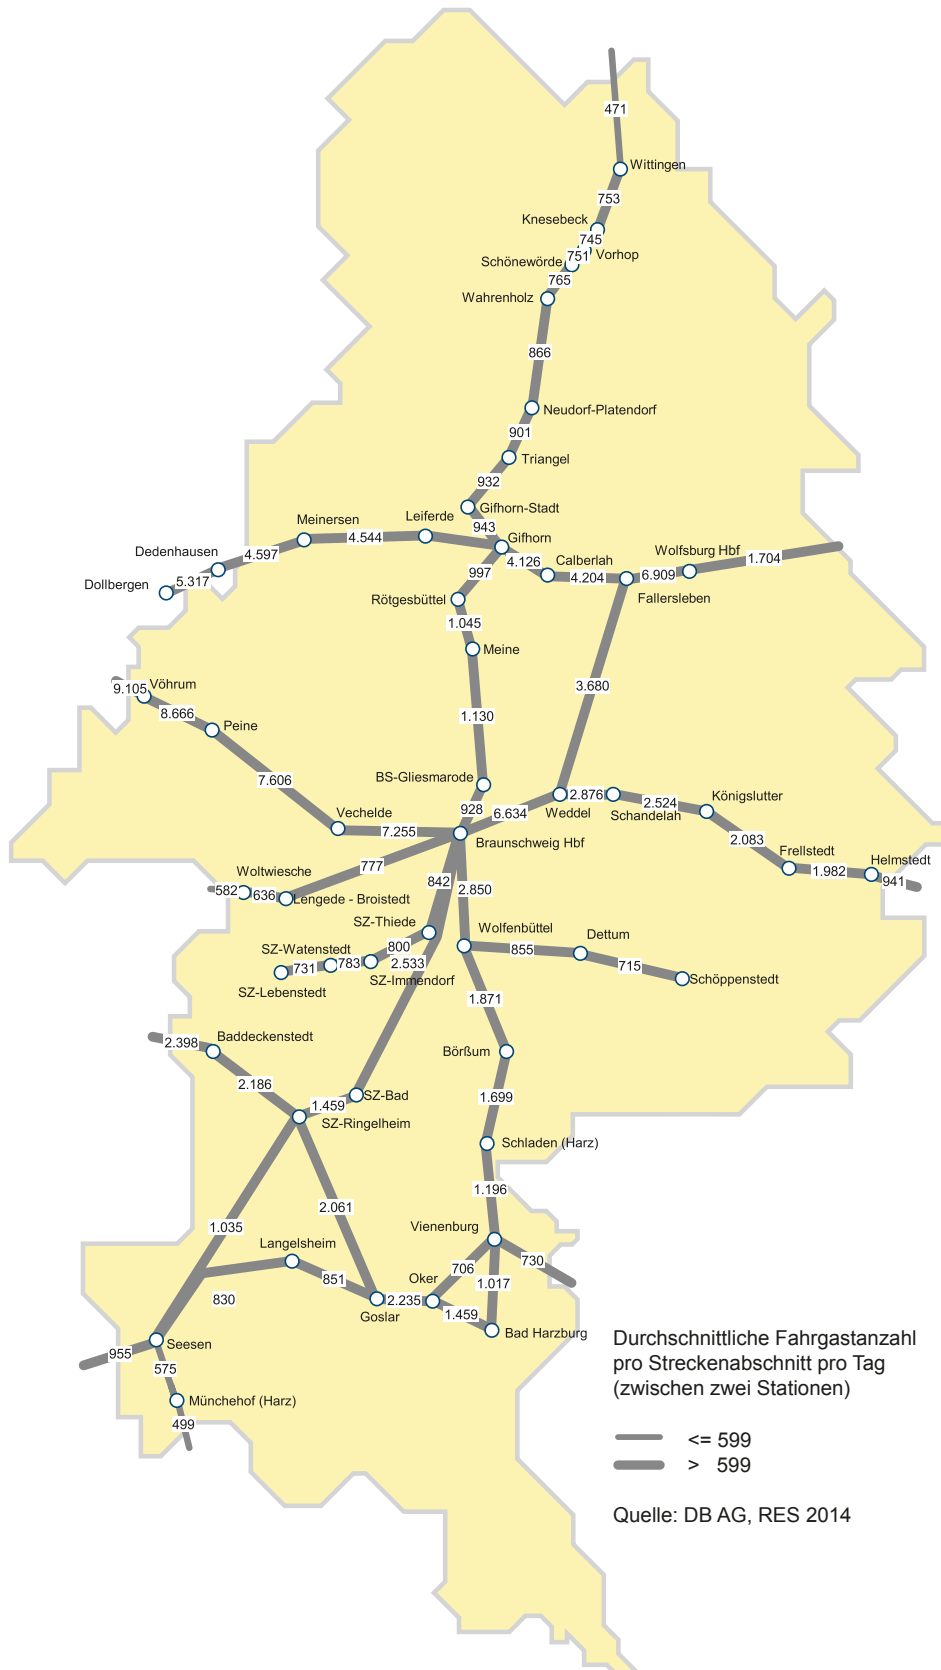 471
Wittingen
753
Knesebeck
745
Vorhop
751
Schönewörde
765
Wahrenholz
866
Neudorf-Platendorf
901
Triangel
932
Gifhorn-Stadt
943
Leiferde
Meinersen
4.544
Gifhorn
Dedenhausen
4.597
4.126
Calberlah
Wolfsburg Hbf
1.704
Dollbergen
5.317
997
4.204
6.909
Rötgesbüttel
Fallersleben
1.045
Meine
3.680
9.105
Vöhrum
8.666
Peine
1.130
7.606
BS-Gliesmarode
928
6.634
Weddel
2.876
Schandelah
2.524
Königslutter
Vechelde
7.255
Braunschweig Hbf
2.083
Frellstedt
1.982
Helmstedt
941
777
Woltwiesche
582
636
Lengede - Broistedt
842
2.850
SZ-Thiede
Wolfenbüttel
Dettum
800
855
SZ-Watenstedt
731
783
2.533
715
SZ-Lebenstedt
SZ-Immendorf
Schöppenstedt
1.871
Baddeckenstedt
2.398
Börßum
2.186
1.459
SZ-Bad
1.699
SZ-Ringelheim
Schladen (Harz)
1.196
2.061
1.035
Vienenburg
Langelsheim
730
706
1.017
851
Oker
830
2.235
1.459
Goslar
Bad Harzburg
Seesen
955
575
Münchehof (Harz)
499
Durchschnittliche Fahrgastanzahl
pro Streckenabschnitt pro Tag
(zwischen zwei Stationen)
<= 599
> 599
Quelle: DB AG, RES 2014